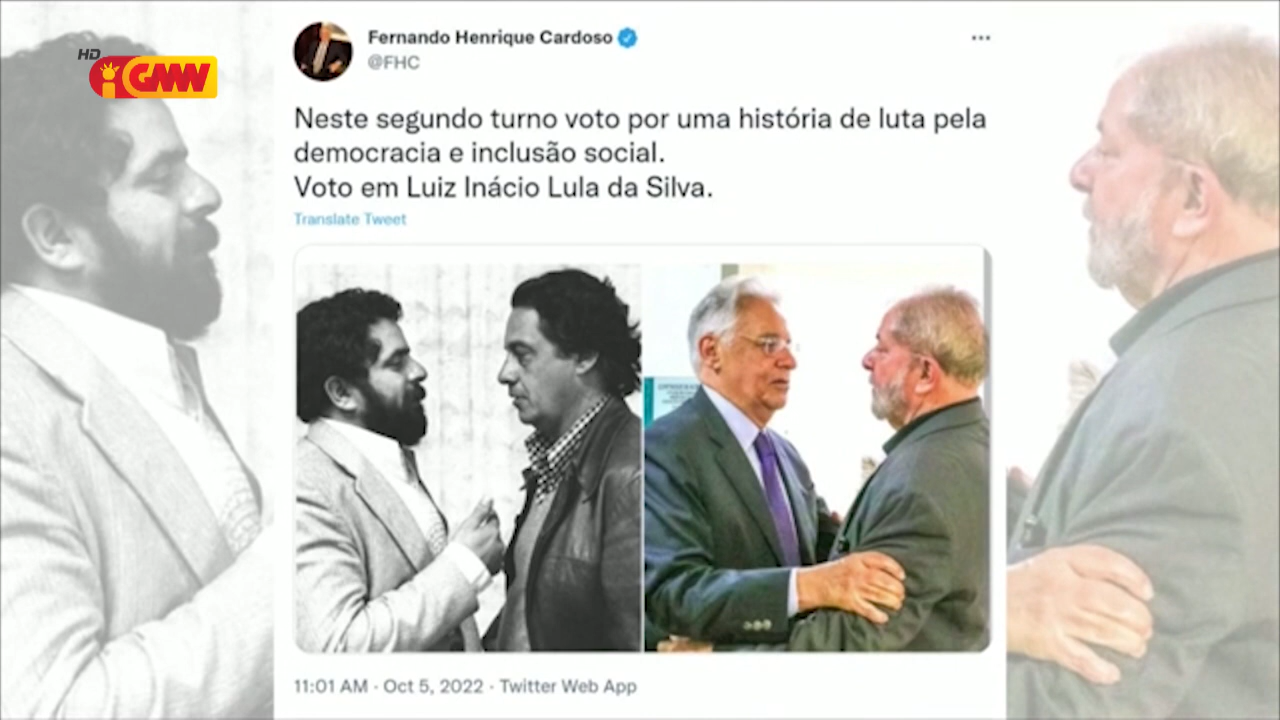 HD
iGMW
Fernando Henrique Cardoso
@FHC
Neste segundo turno voto por uma história de luta pela
democracia e inclusão social.
Voto em Luiz Inácio Lula da Silva.
Translate Tweet
11:01 AM · Oct 5, 2022 · Twitter Web App